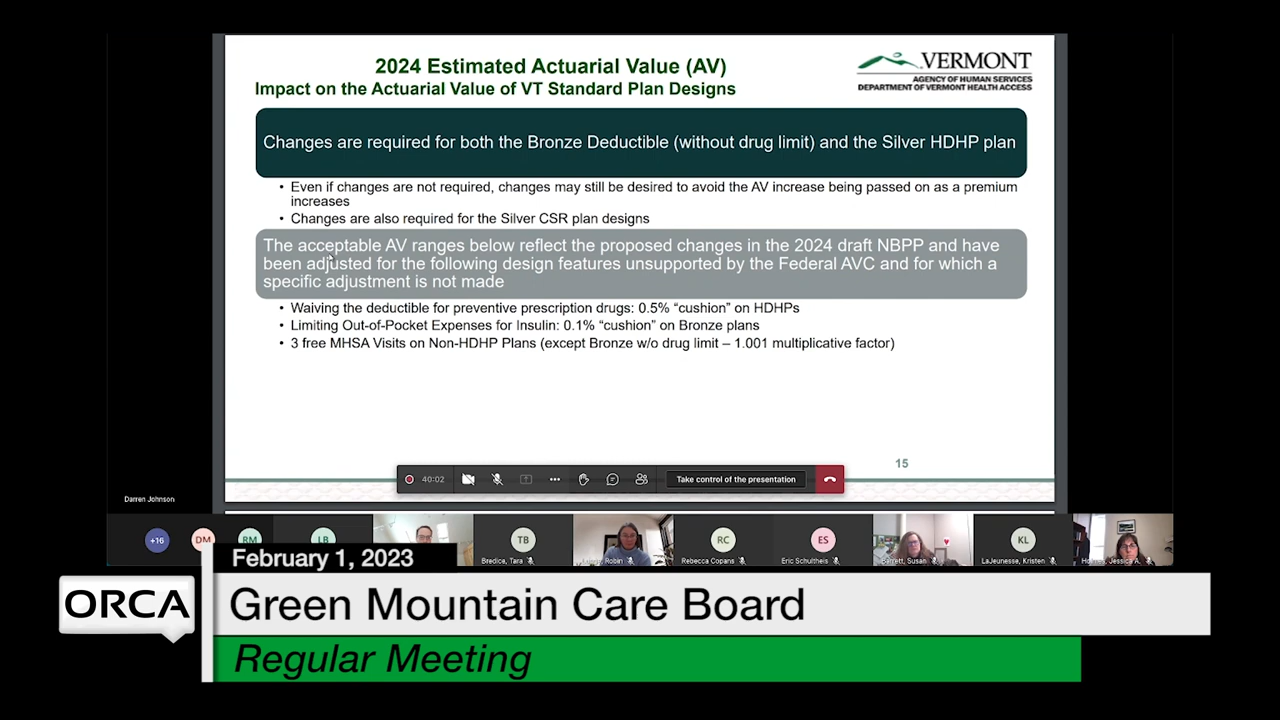 2024 Estimated Actuarial Value (AV)
Impact on the Actuarial Value of VT Standard Plan Designs
VERMONT
AGENCY OF HUMAN SERVICES
DEPARTMENT OF VERMONT HEALTH ACCESS
Changes are required for both the Bronze Deductible (without drug limit) and the Silver HDHP plan
• Even if changes are not required, changes may still be desired to avoid the AV increase being passed on as a premium
increases
• Changes are also required for the Silver CSR plan designs
The acceptable AV ranges below reflect the proposed changes in the 2024 draft NBPP and have
been adjusted for the following design features unsupported by the Federal AVC and for which a
specific adjustment is not made
• Waiving the deductible for preventive prescription drugs: 0.5% “cushion” on HDHPs
• Limiting Out-of-Pocket Expenses for Insulin: 0.1% “cushion” on Bronze plans
• 3 free MHSA Visits on Non-HDHP Plans (except Bronze w/o drug limit – 1.001 multiplicative factor)
15
40:02
Take control of the presentation
Darren Johnson
+16
DM
RM
LB
TB
RC
ES
KL
Bredice, Tara
Robin
Rebecca Copans
Eric Schultheis
Barrett, Susan
LaJeunesse, Kristen
Holmes, Jessica A.
February 1, 2023
ORCA
Green Mountain Care Board
Regular Meeting